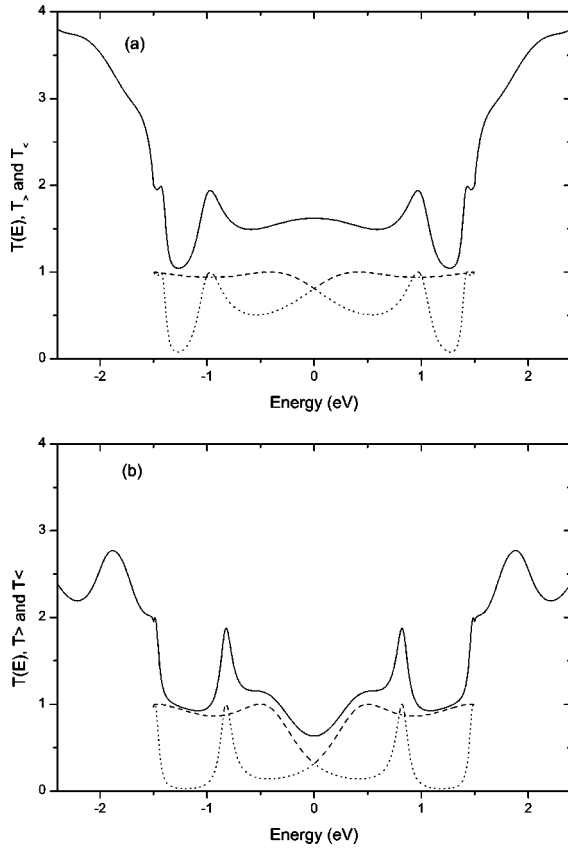 (a)
T(E), T> and T<
4
3
2
1
0
-2 -1 0 1 2
Energy (eV)
(b)
T(E), T> and T<
4
3
2
1
0
-2 -1 0 1 2
Energy (eV)